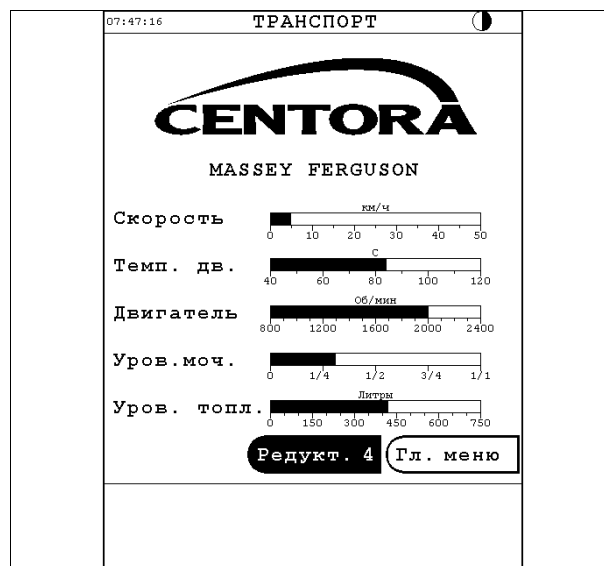 07:47:16 ТРАНСПОРТ
CENTORA
MASSEY FERGUSON
км/ч
Скорость
0 10 20 30 40 50
C
Темп. дв.
40 60 80 100 120
Об/мин
Двигатель
800 1200 1600 2000 2400
Уров.моч.
0 1/4 1/2 3/4 1/1
Литры
Уров. топл.
0 150 300 450 600 750
Редукт. 4 Гл. меню